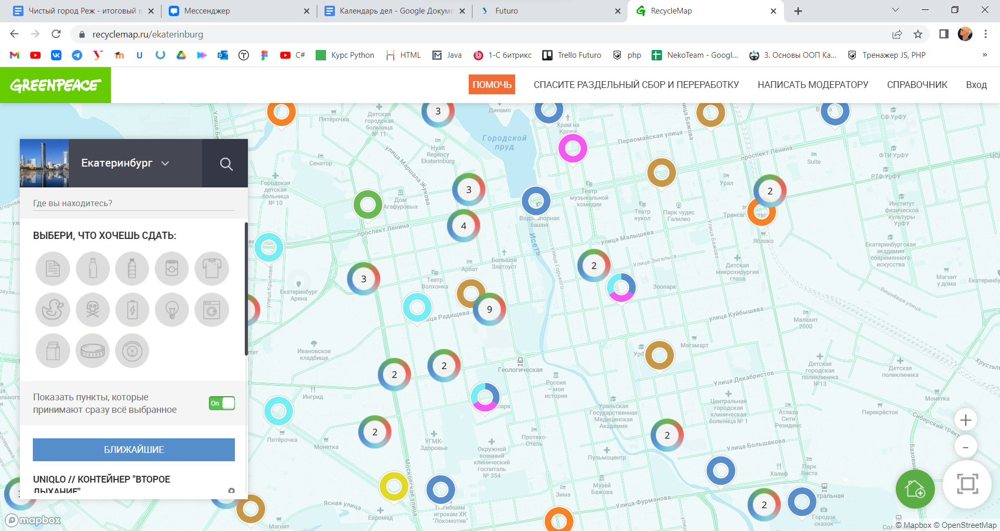 Чистый город Реж - итоговый в
Мессенджер
Календарь дел - Google Докуме
Futuro
RecycleMap
recyclemap.ru/ekaterinburg
C#
Курс Python
HTML
Java
1-С битрикс
Trello Futuro
php
NekoTeam - Googl...
3. Основы ООП Ка...
Тренажер JS, PHP
»
GREENPEACE
ПОМОЧЬ
СПАСИТЕ РАЗДЕЛЬНЫЙ СБОР И ПЕРЕРАБОТКУ
НАПИСАТЬ МОДЕРАТОРУ
СПРАВОЧНИК
Вход
Екатеринбург
Где вы находитесь?
ВЫБЕРИ, ЧТО ХОЧЕШЬ СДАТЬ:
Показать пункты, которые
принимают сразу всё выбранное
On
БЛИЖАЙШИЕ
UNIQLO // КОНТЕЙНЕР "ВТОРОЕ
ДЫХАНИЕ"
mapbox
Пятёрочка
Детская
городская
больница
№ 11
3
Динамо
Храм на
Крови
Городской
пруд
Первомайская улица
улица Бажова
СФ УрФУ
Hyatt
Regency
Ekaterinburg
Сенатор
улица Маршала Жукова
проспект Ленина
Suite
ФТИ УрФУ
РТФ УрФУ
Городская
детская
больница
№ 10
3
Дом
Агафуровых
Театр
музыкальной
комедии
Урал
2
Театр
кукол
Парк чудес
Галилео
Институт
физической
культуры
УрФУ
4
проспект Ленина
Водонапорная
башня
Исеть
улица Малышева
Яблоко
Екатеринбургская
академия
современного
искусства
Большой
Златоуст
улица Горького
улица Энгельса
улица Бажова
2
Детская
микрохирургия
глаза
Магнит
у дома
Арбат
3
Театр
Волхонка
улица Крылова
Екатеринбург
Арена
Зоопарк
Вишнёвая улица
9
улица Радищева
улица Куйбышева
Малахит
2000
Мегамарт
Ивановское
кладбище
2
2
Геологическая
Россия
– моя
история
улица Декабристов
Детская
городская
поликлиника
№13
Детская
поликлиника
Ингрид
парк
Уральская
Государственная
Медицинская
Академия
Центральная
городская
клиническая
больница № 1
Атлаза
Сити
Резиденс
Монетка
Перекрёсток
Сибирский тракт
Пятёрочка
Монетка
2
УГМК-
Здоровье
Окружной
военный
клинический
госпиталь
№ 354
Протекс-
Отель
Пульмоцентр
2
улица Большакова
Халиф
Парк
Виста
Московская улица
Музей
Бажова
Зима
улица Фурманова
2
Ясная улица
Евромед
Магнит
Погибшим
игрокам ХК
"Локомотив"
Городок
сказок
+
-
© Mapbox © OpenStreetMap